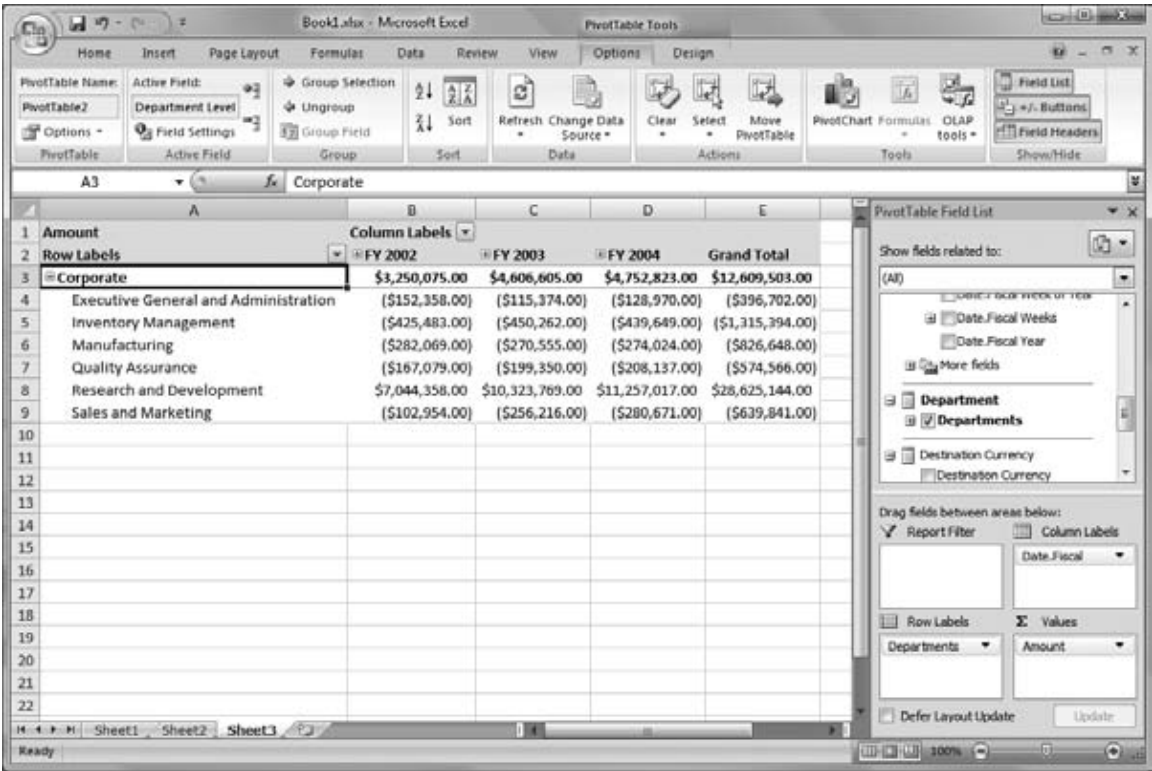 Book1.xlsx - Microsoft Excel PivotTable Tools
Home Insert Page Layout Formulas Data Review View Options Design
PivotTable Name: Active Field: Group Selection Field List
PivotTable2 Department Level Ungroup Sort Refresh Change Data Source Clear Select Move PivotTable PivotChart Formulas OLAP tools +/- Buttons
Options Field Settings Group Field Field Headers
PivotTable Active Field Group Sort Data Actions Tools Show/Hide
A3 fx Corporate
A B C D E
1 Amount Column Labels
2 Row Labels FY 2002 FY 2003 FY 2004 Grand Total
3 Corporate $3,250,075.00 $4,606,605.00 $4,752,823.00 $12,609,503.00
4 Executive General and Administration ($152,358.00) ($115,374.00) ($128,970.00) ($396,702.00)
5 Inventory Management ($425,483.00) ($450,262.00) ($439,649.00) ($1,315,394.00)
6 Manufacturing ($282,069.00) ($270,555.00) ($274,024.00) ($826,648.00)
7 Quality Assurance ($167,079.00) ($199,350.00) ($208,137.00) ($574,566.00)
8 Research and Development $7,044,358.00 $10,323,769.00 $11,257,017.00 $28,625,144.00
9 Sales and Marketing ($102,954.00) ($256,216.00) ($280,671.00) ($639,841.00)
10
11
12
13
14
15
16
17
18
19
20
21
22
Sheet1 Sheet2 Sheet3
Ready 100%
PivotTable Field List
Show fields related to:
(All)
Date.Fiscal Week of Year
Date.Fiscal Weeks
Date.Fiscal Year
More fields
Department
Departments
Destination Currency
Destination Currency
Drag fields between areas below:
Report Filter Column Labels
Date.Fiscal
Row Labels Σ Values
Departments Amount
Defer Layout Update Update